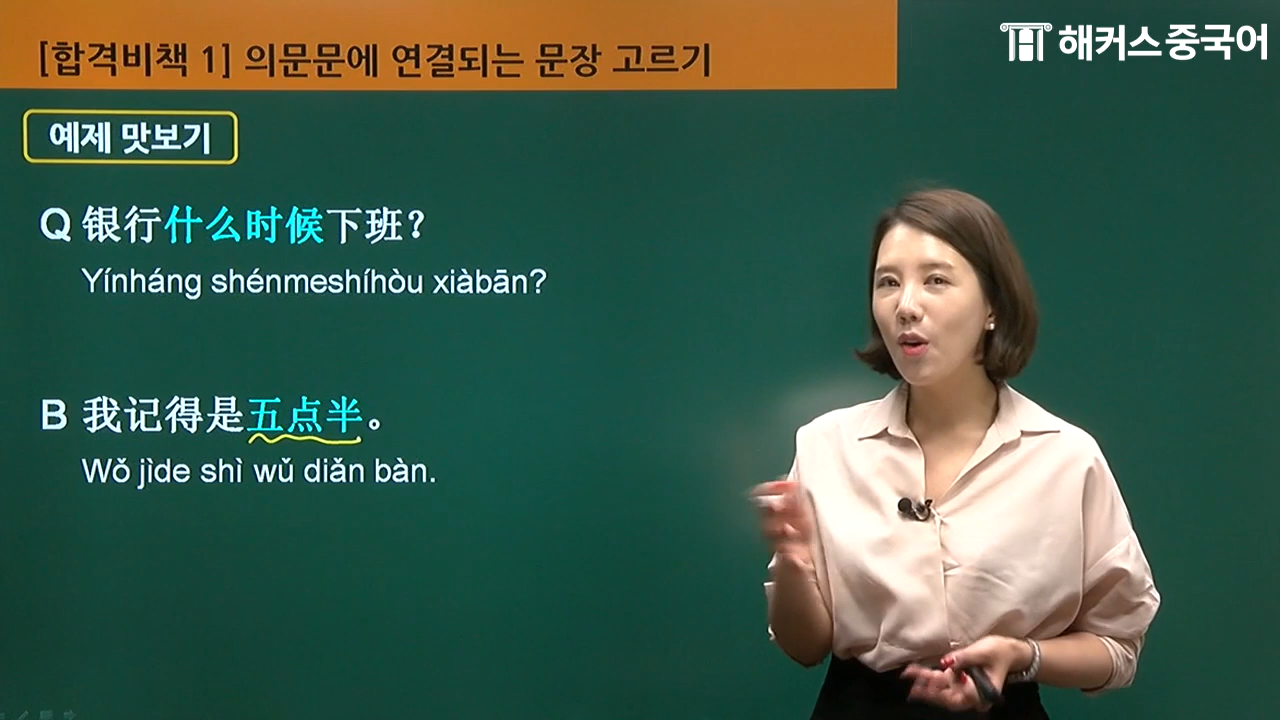 [합격비책 1] 의문문에 연결되는 문장 고르기
해커스중국어
예제 맛보기
Q 银行什么时候下班?
Yínháng shénmeshíhòu xiàbān?
B 我记得是五点半。
Wǒ jìde shì wǔ diǎn bàn.